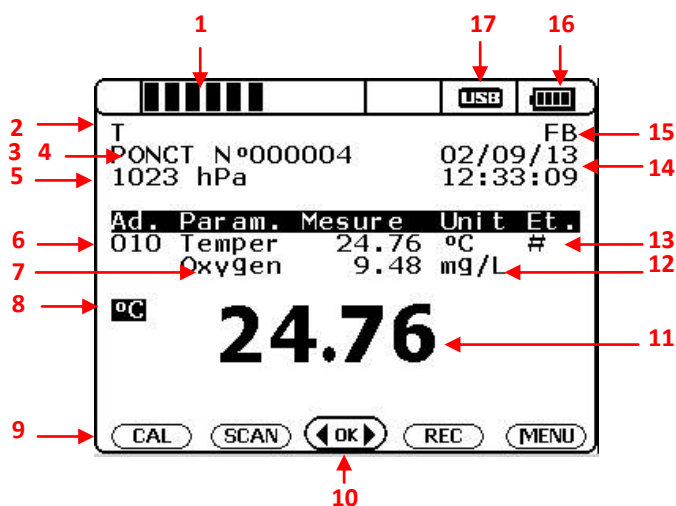 1 17 16
USB
2 T FB 15
3 4 PONCT Nº000004 02/09/13 14
5 1023 hPa 12:33:09
Ad. Param. Mesure Unit Et.
6 010 Temper 24.76 ºC # 13
7 Oxygen 9.48 mg/L 12
8 ºC
24.76 11
9 CAL SCAN OK REC MENU
10